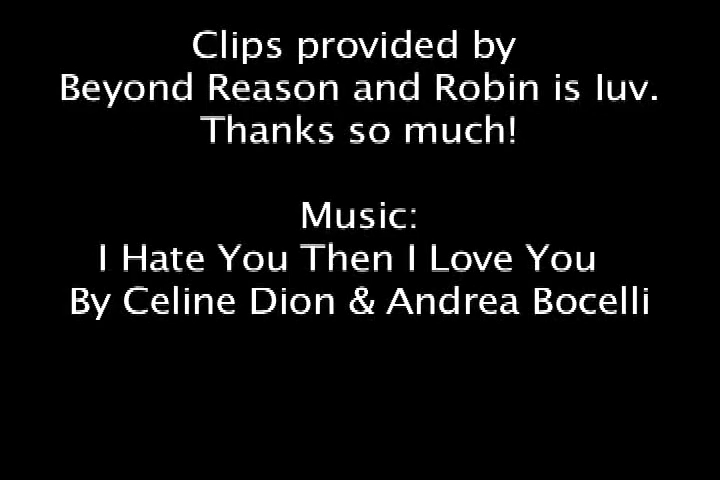 Clips provided by
Beyond Reason and Robin is luv.
Thanks so much!
Music:
I Hate You Then I Love You
By Celine Dion & Andrea Bocelli